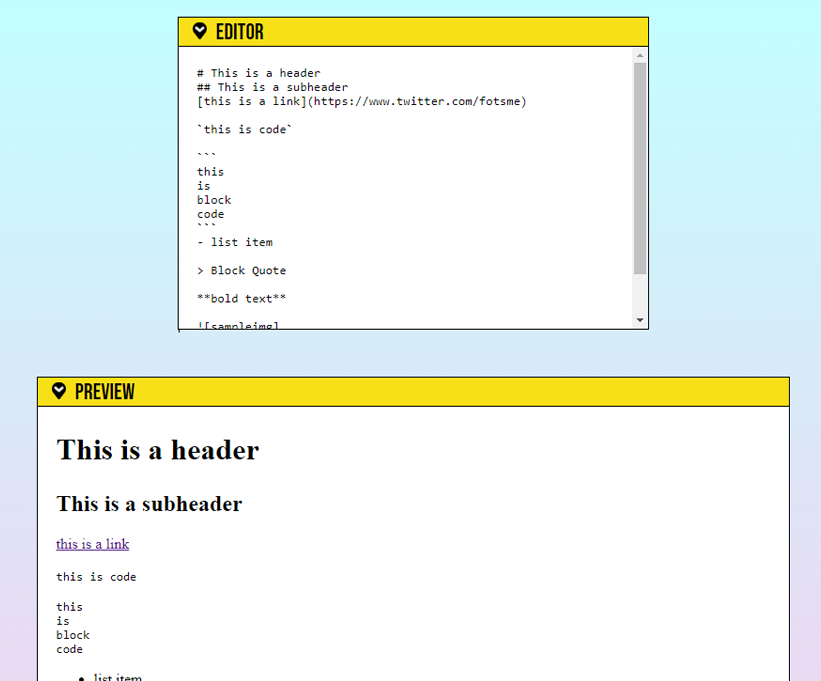 EDITOR
# This is a header
## This is a subheader
[this is a link](https://www.twitter.com/fotsme)
`this is code`
```
this
is
block
code
```
- list item
> Block Quote
**bold text**
![sampleimg]
PREVIEW
This is a header
This is a subheader
this is a link
this is code
this
is
block
code
• list item